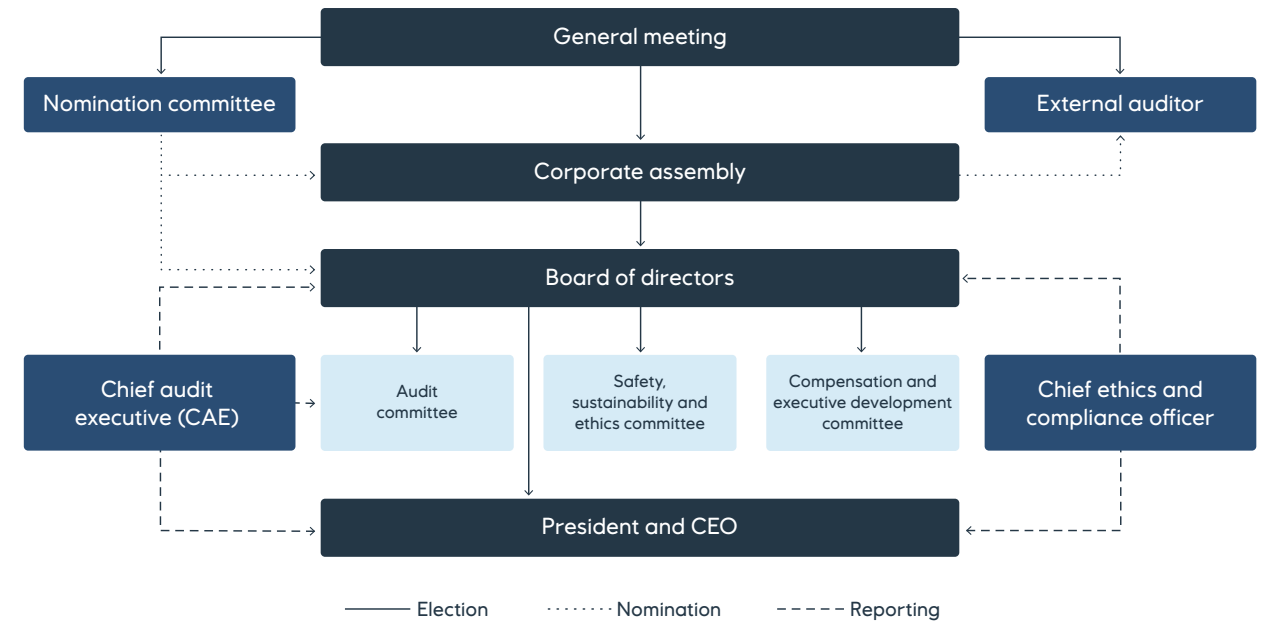 General meeting
Nomination committee
External auditor
Corporate assembly
Board of directors
Chief audit
executive (CAE)
Audit
committee
Safety,
sustainability and
ethics committee
Compensation and
executive development
committee
Chief ethics and
compliance officer
President and CEO
Election
Nomination
Reporting